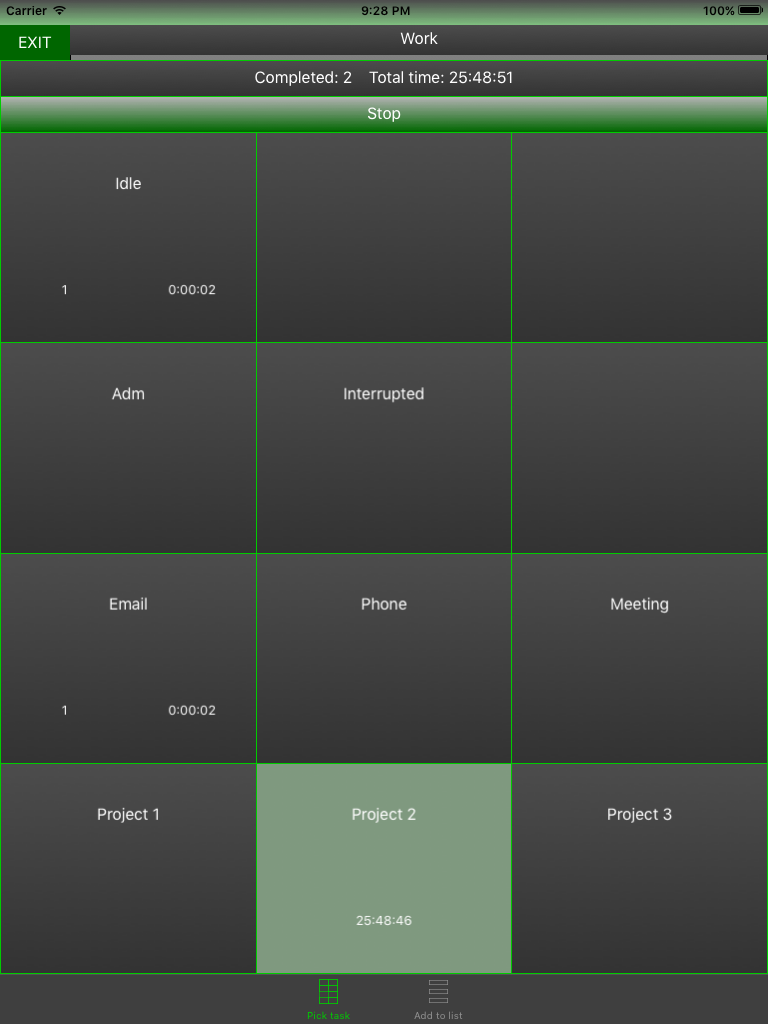 Carrier 9:28 PM 100%
EXIT Work
Completed: 2 Total time: 25:48:51
Stop
Idle
1 0:00:02
Adm Interrupted
Email Phone Meeting
1 0:00:02
Project 1 Project 2 Project 3
25:48:46
Pick task Add to list